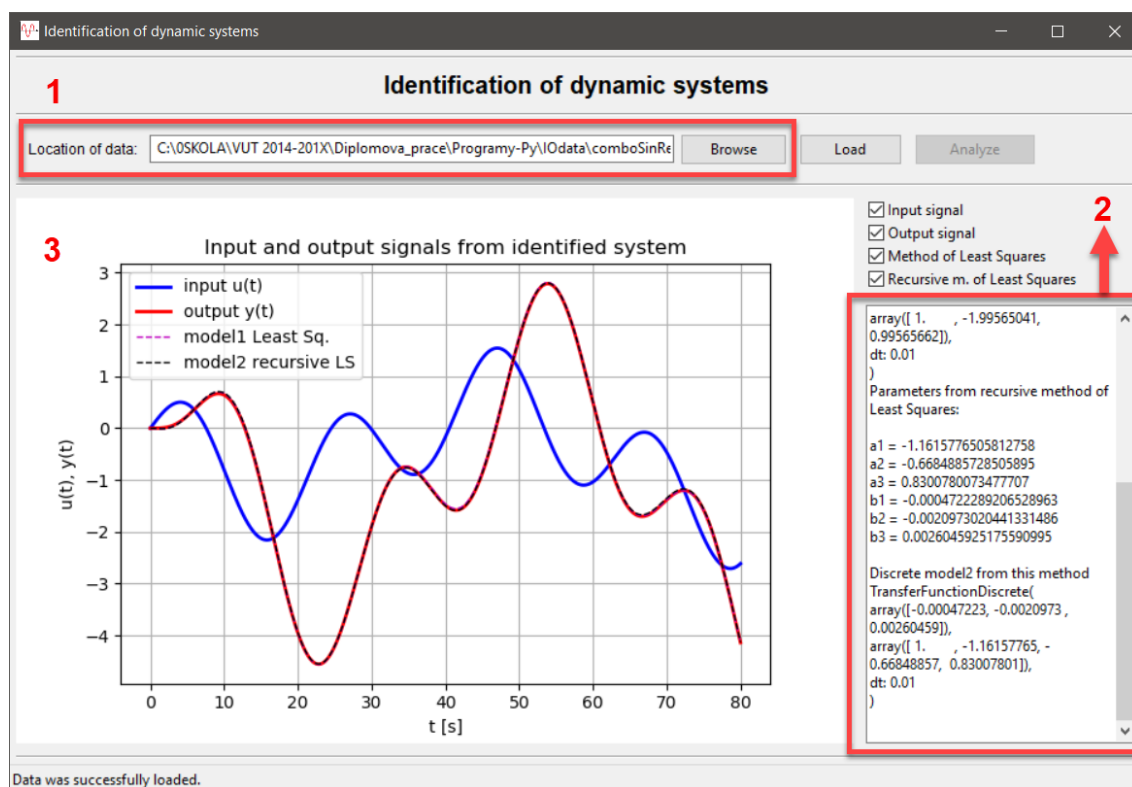 Identification of dynamic systems
1
Identification of dynamic systems
Location of data: C:\0SKOLA\VUT 2014-201X\Diplomova_prace\Programy-Py\IOdata\comboSinRe Browse Load Analyze
3
Input and output signals from identified system
input u(t)
output y(t)
model1 Least Sq.
model2 recursive LS
3
2
1
0
−1
−2
−3
−4
u(t), y(t)
0 10 20 30 40 50 60 70 80
t [s]
Input signal
Output signal
Method of Least Squares
Recursive m. of Least Squares
2
array([ 1. , -1.99565041,
0.99565662]),
dt: 0.01
)
Parameters from recursive method of
Least Squares:
a1 = -1.1615776505812758
a2 = -0.6684885728505895
a3 = 0.8300780073477707
b1 = -0.0004722289206528963
b2 = -0.0020973020441331486
b3 = 0.0026045925175590995
Discrete model2 from this method
TransferFunctionDiscrete(
array([-0.00047223, -0.0020973 ,
0.00260459]),
array([ 1. , -1.16157765, -
0.66848857, 0.83007801]),
dt: 0.01
)
Data was successfully loaded.